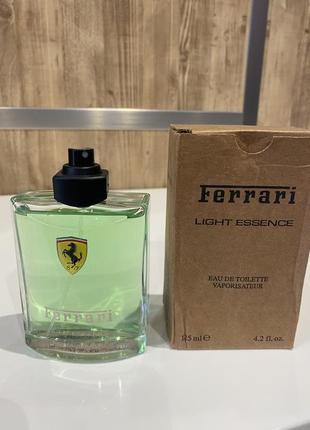 Ferrari
Ferrari
LIGHT ESSENCE
EAU DE TOILETTE
VAPORISATEUR
125 ml ℮ 4.2 fl. oz.